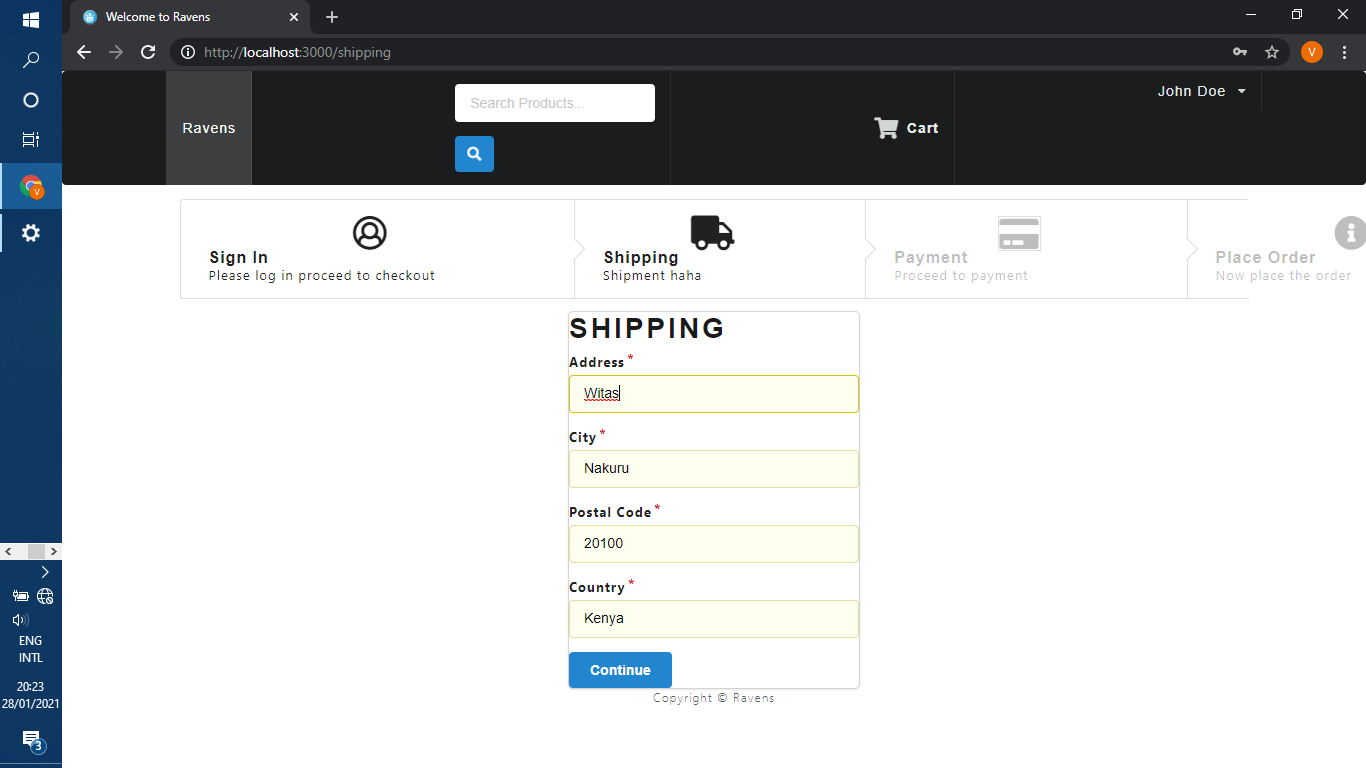 Welcome to Ravens
http://localhost:3000/shipping
V
Ravens
Search Products...
Cart
John Doe
Sign In
Please log in proceed to checkout
Shipping
Shipment haha
Payment
Proceed to payment
Place Order
Now place the order
SHIPPING
Address *
Witas
City *
Nakuru
Postal Code *
20100
Country *
Kenya
Continue
Copyright © Ravens
V
ENG
INTL
20:23
28/01/2021
3